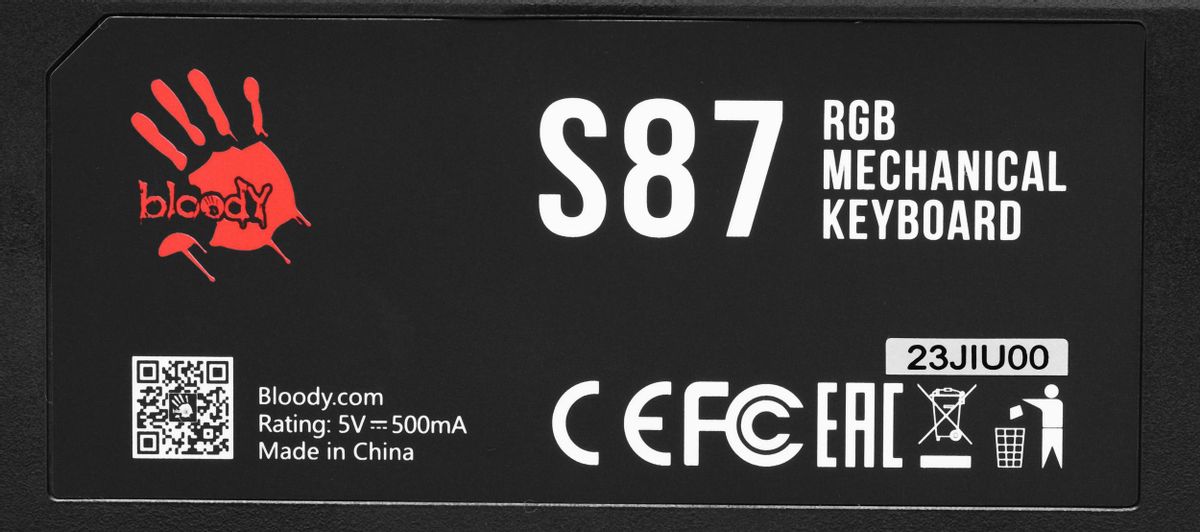 bloody
S87
RGB
MECHANICAL
KEYBOARD
23JIU00
Bloody.com
Rating: 5V⎓500mA
Made in China
CE FC EAC